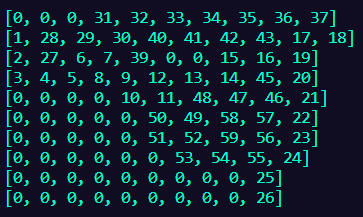 [0, 0, 0, 31, 32, 33, 34, 35, 36, 37]
[1, 28, 29, 30, 40, 41, 42, 43, 17, 18]
[2, 27, 6, 7, 39, 0, 0, 15, 16, 19]
[3, 4, 5, 8, 9, 12, 13, 14, 45, 20]
[0, 0, 0, 0, 10, 11, 48, 47, 46, 21]
[0, 0, 0, 0, 0, 50, 49, 58, 57, 22]
[0, 0, 0, 0, 0, 51, 52, 59, 56, 23]
[0, 0, 0, 0, 0, 0, 53, 54, 55, 24]
[0, 0, 0, 0, 0, 0, 0, 0, 0, 25]
[0, 0, 0, 0, 0, 0, 0, 0, 0, 26]